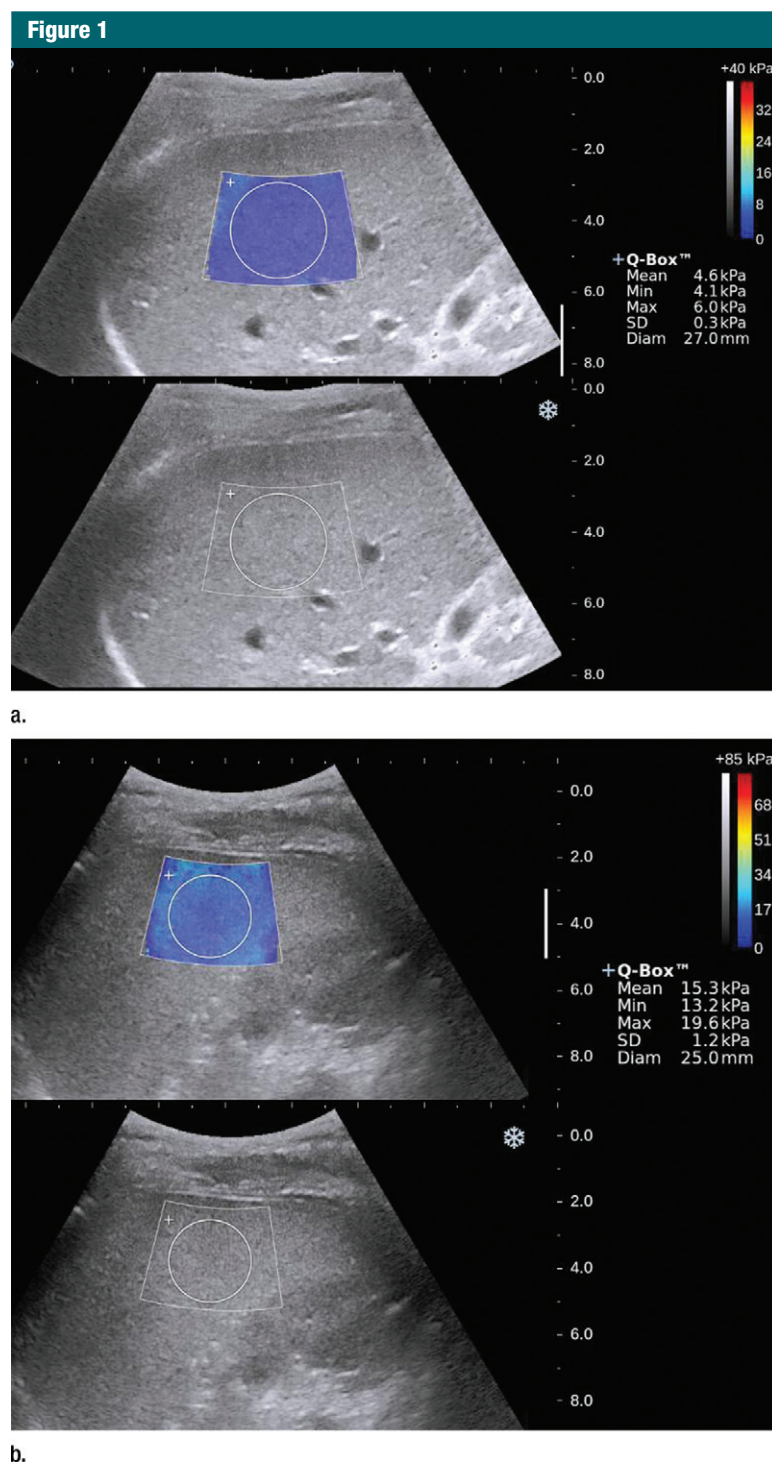 Figure 1
+40 kPa
0.0
32
2.0
24
16
4.0
8
0
+Q-Box™
Mean 4.6 kPa
Min 4.1 kPa
6.0
Max 6.0 kPa
SD 0.3 kPa
Diam 27.0 mm
8.0
0.0
2.0
4.0
6.0
8.0
a.
+85 kPa
0.0
68
51
2.0
34
17
4.0
0
+Q-Box™
6.0
Mean 15.3 kPa
Min 13.2 kPa
Max 19.6 kPa
SD 1.2 kPa
8.0
Diam 25.0 mm
0.0
2.0
4.0
6.0
8.0
b.